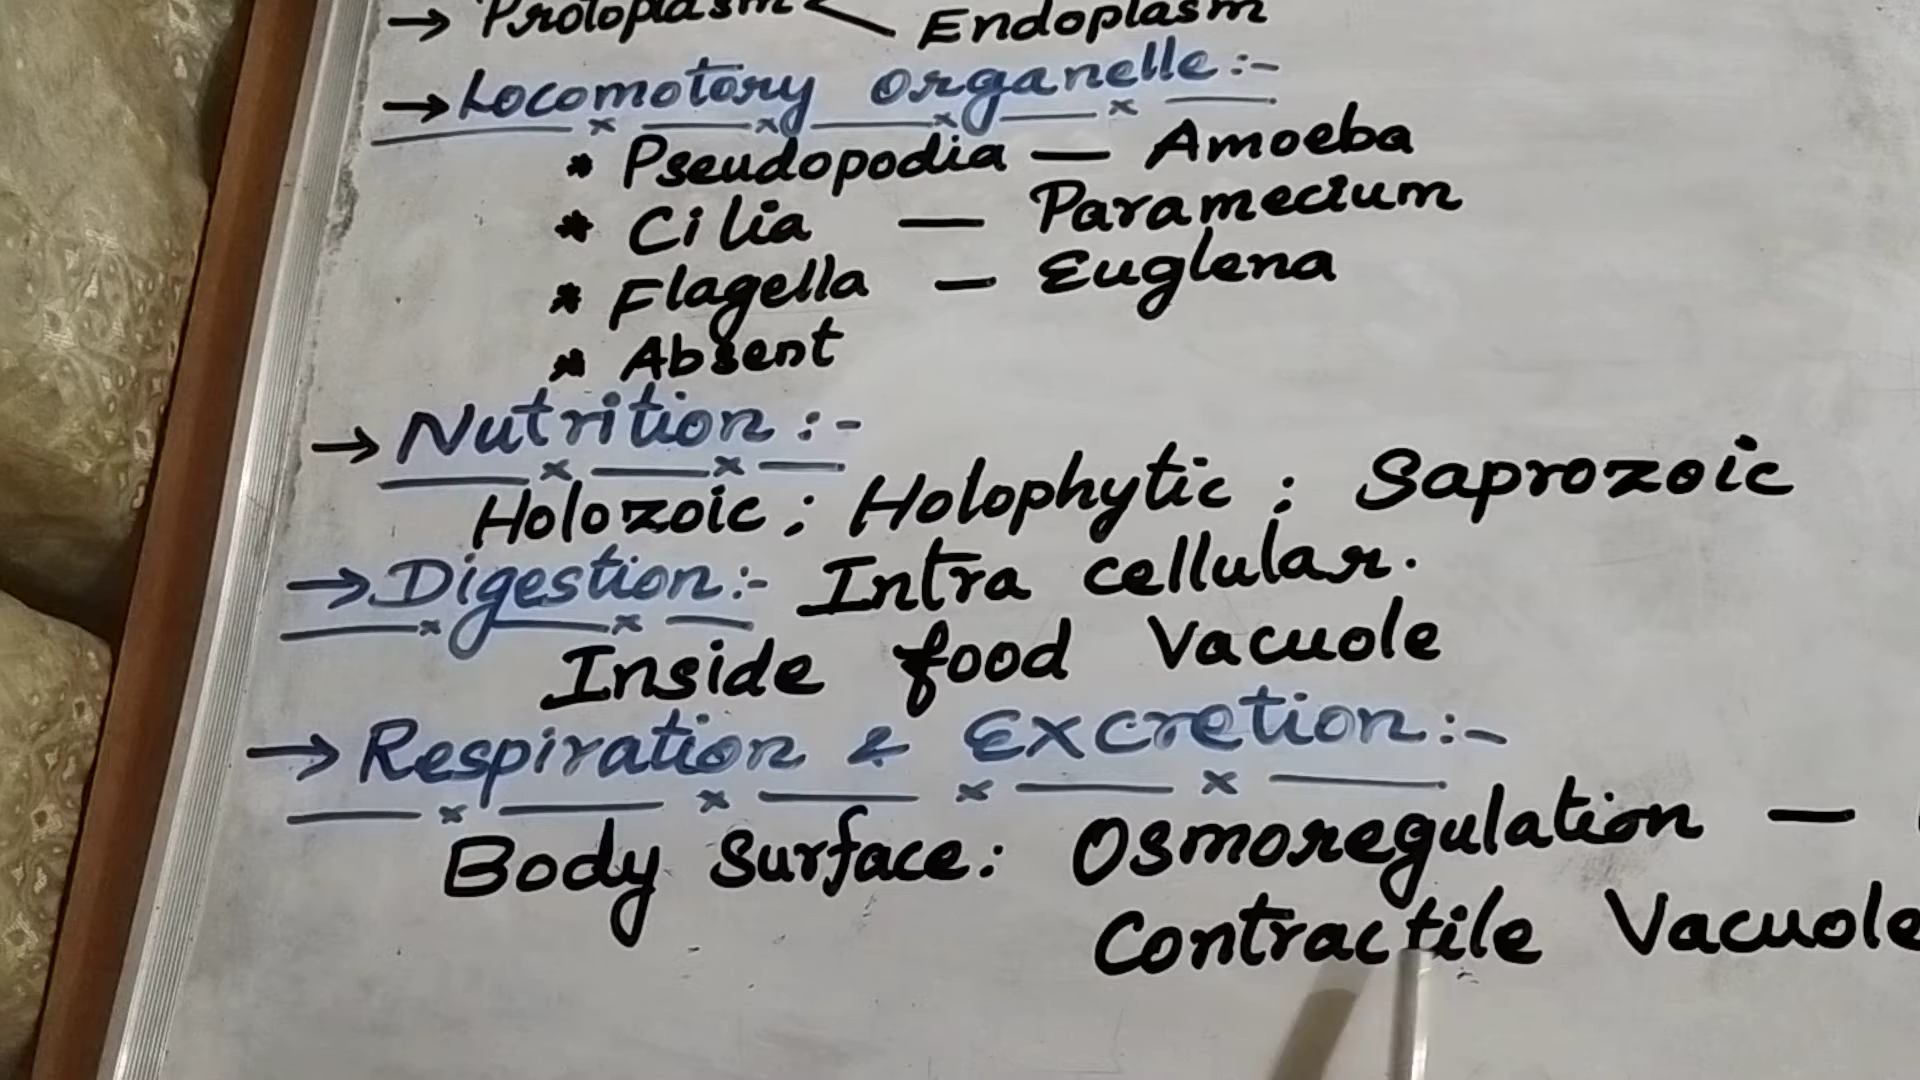 → Protoplasm Endoplasm
→ Locomotory organelle:-
* Pseudopodia — Amoeba
* Cilia — Paramecium
* Flagella — Euglena
* Absent
→ Nutrition :-
Holozoic ; Holophytic ; Saprozoic
→ Digestion:- Intra cellular.
Inside food Vacuole
→ Respiration & Excretion:-
Body Surface: Osmoregulation —
Contractile Vacuole